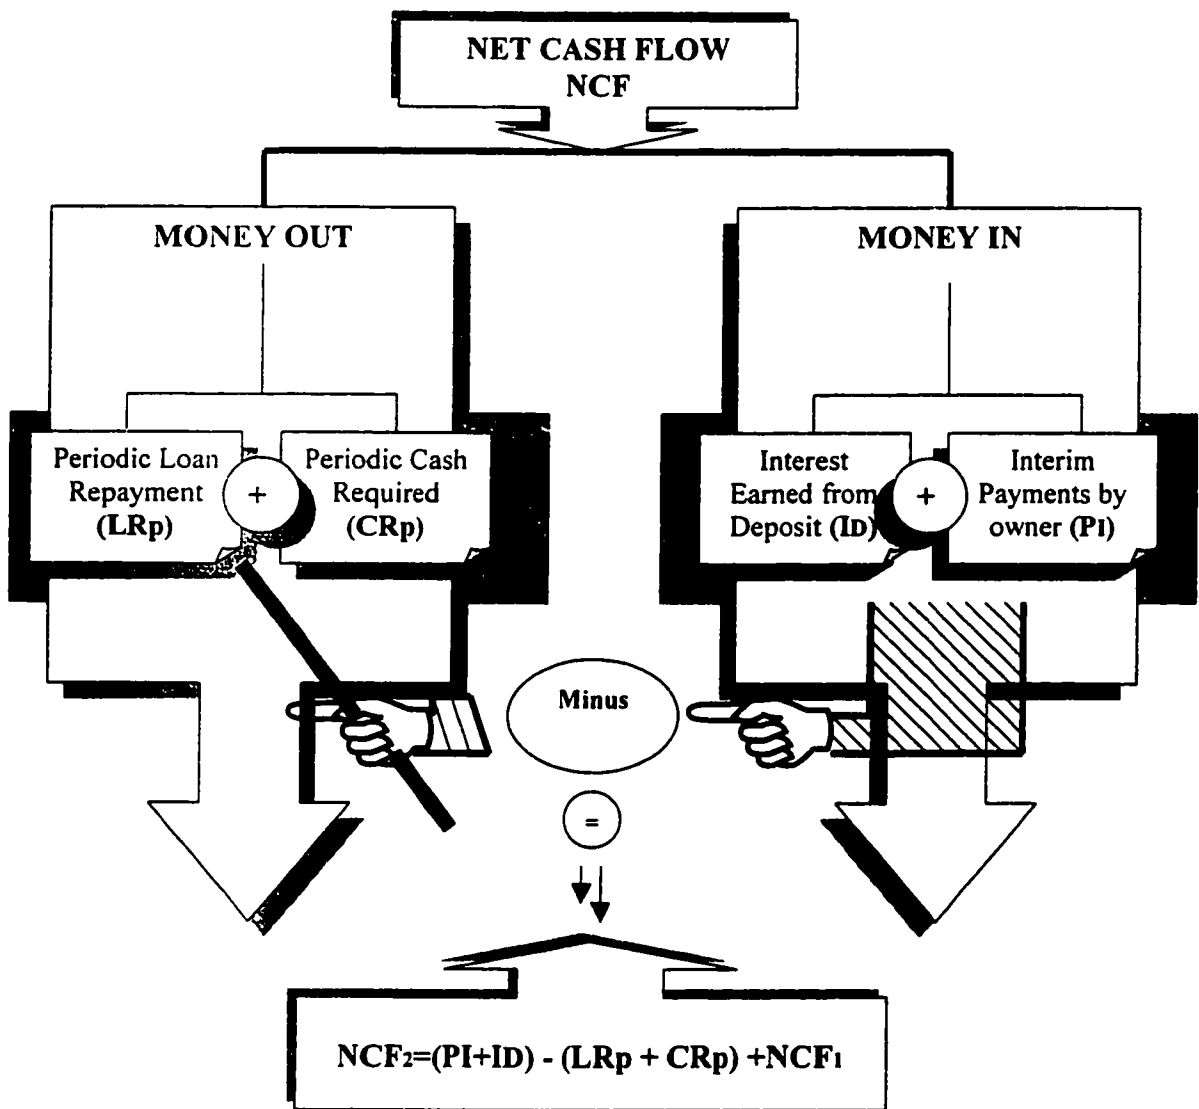 NET CASH FLOW
NCF
MONEY OUT
Periodic Loan
Repayment
(LRp)
+
Periodic Cash
Required
(CRp)
MONEY IN
Interest
Earned from
Deposit (ID)
+
Interim
Payments by
owner (PI)
Minus
=
NCF2=(PI+ID) - (LRp + CRp) +NCF1